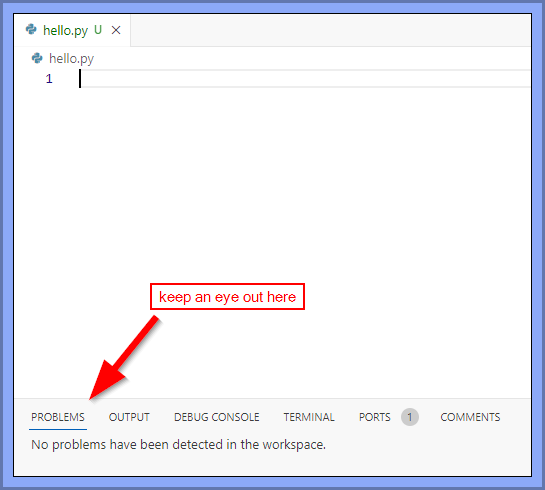 hello.py U
hello.py
1
keep an eye out here
PROBLEMS OUTPUT DEBUG CONSOLE TERMINAL PORTS 1 COMMENTS
No problems have been detected in the workspace.